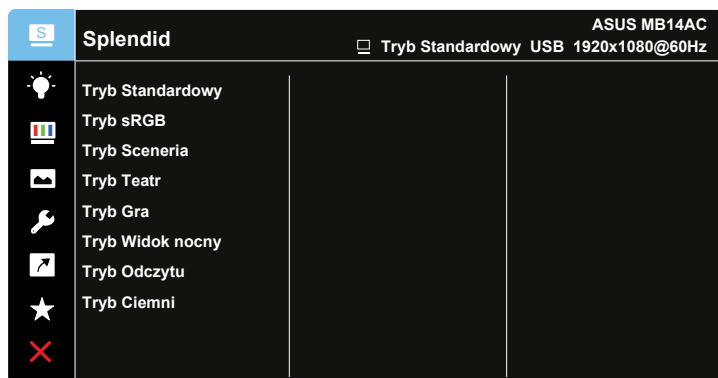 S
Splendid
ASUS MB14AC
Tryb Standardowy USB 1920x1080@60Hz
Tryb Standardowy
Tryb sRGB
Tryb Sceneria
Tryb Teatr
Tryb Gra
Tryb Widok nocny
Tryb Odczytu
Tryb Ciemni